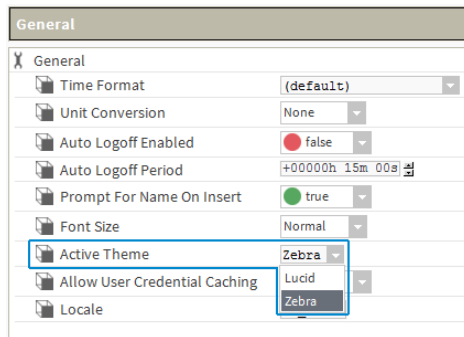 General
General
Time Format (default)
Unit Conversion None
Auto Logoff Enabled false
Auto Logoff Period +00000h 15m 00s
Prompt For Name On Insert true
Font Size Normal
Active Theme Zebra
Lucid
Allow User Credential Caching
Zebra
Locale